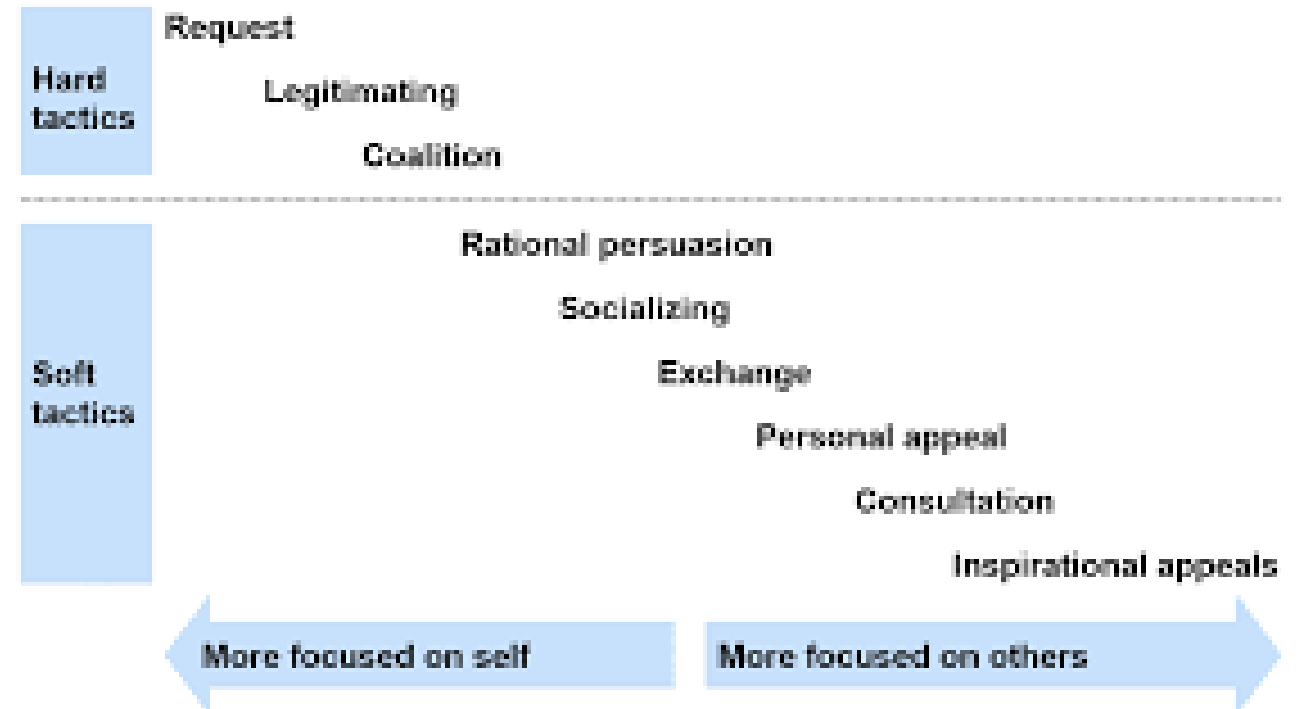 Request
Hard
tactics
Legitimating
Coalition
Rational persuasion
Socializing
Soft
tactics
Exchange
Personal appeal
Consultation
Inspirational appeals
More focused on self
More focused on others